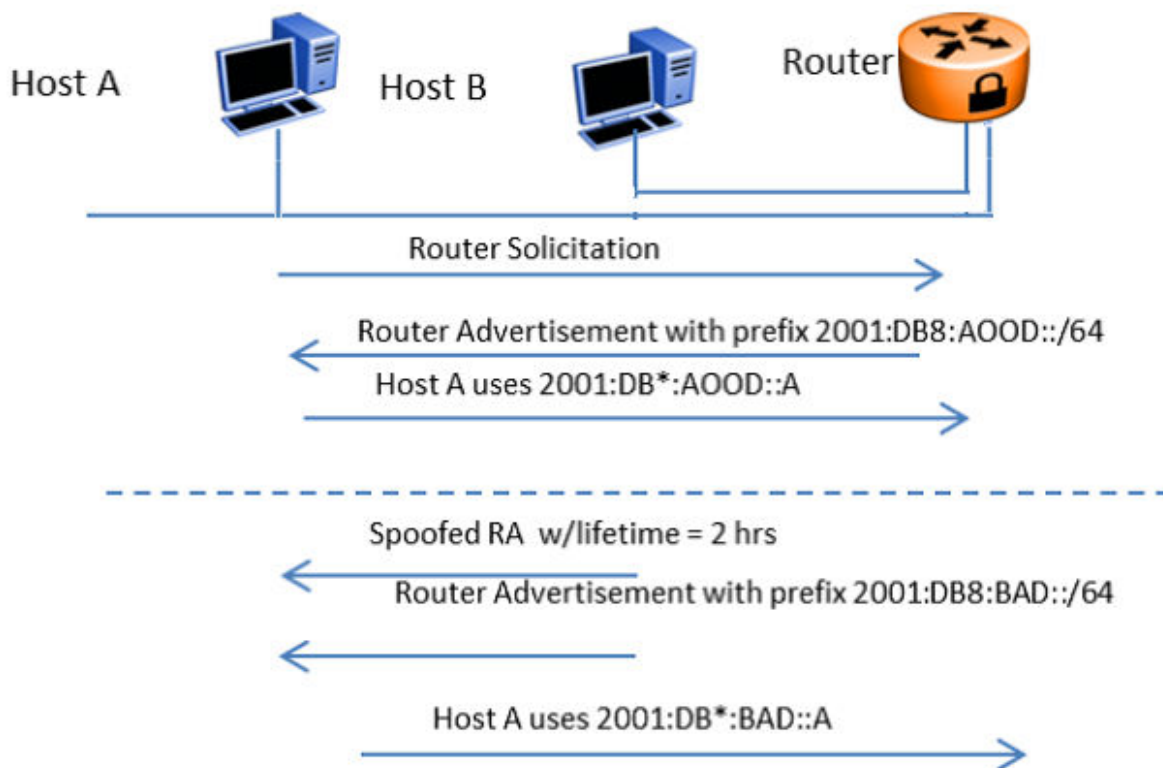 Host A
Host B
Router
Router Solicitation
Router Advertisement with prefix 2001:DB8:AOOD::/64
Host A uses 2001:DB*:AOOD::A
Spoofed RA w/lifetime = 2 hrs
Router Advertisement with prefix 2001:DB8:BAD::/64
Host A uses 2001:DB*:BAD::A